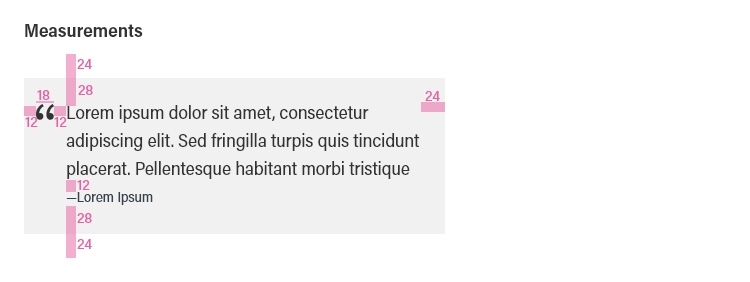 Measurements
24
28
18
24
12 “ 12 Lorem ipsum dolor sit amet, consectetur
adipiscing elit. Sed fringilla turpis quis tincidunt
placerat. Pellentesque habitant morbi tristique
12
—Lorem Ipsum
28
24